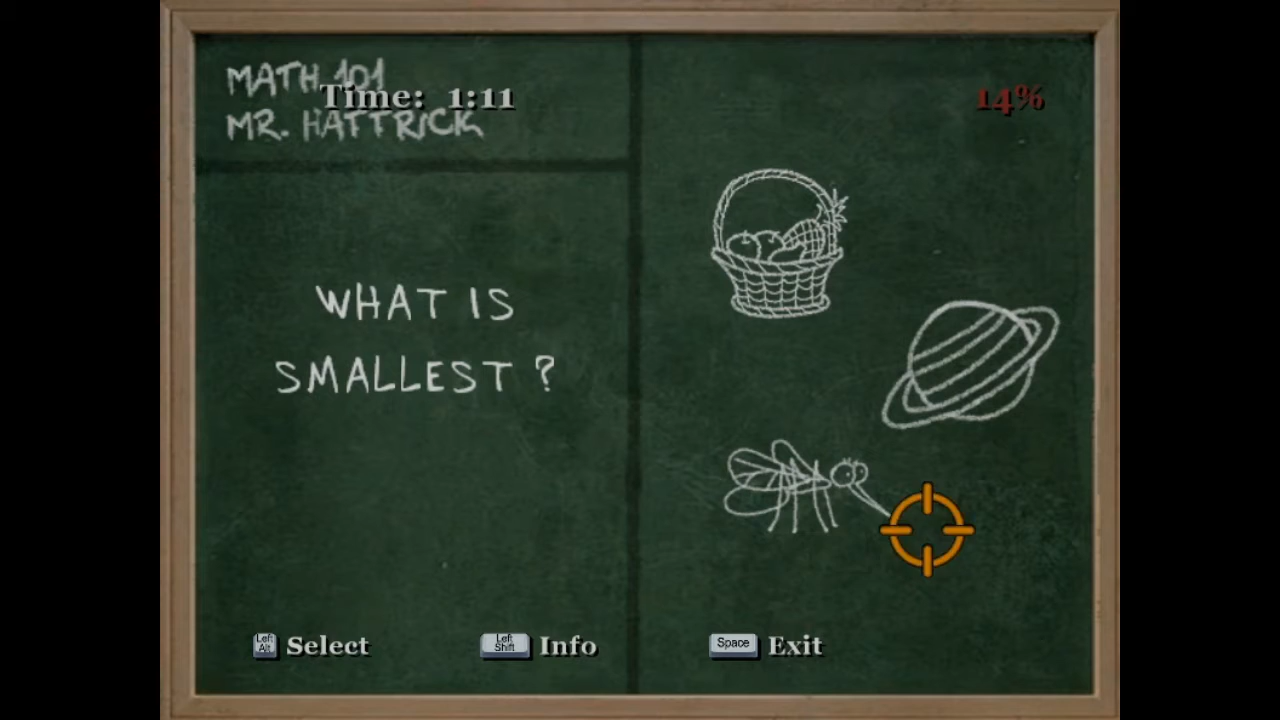 MATH 101
Time: 1:11
14%
MR. HATTRICK
WHAT IS
SMALLEST ?
Left Alt Select
Left Shift Info
Space Exit